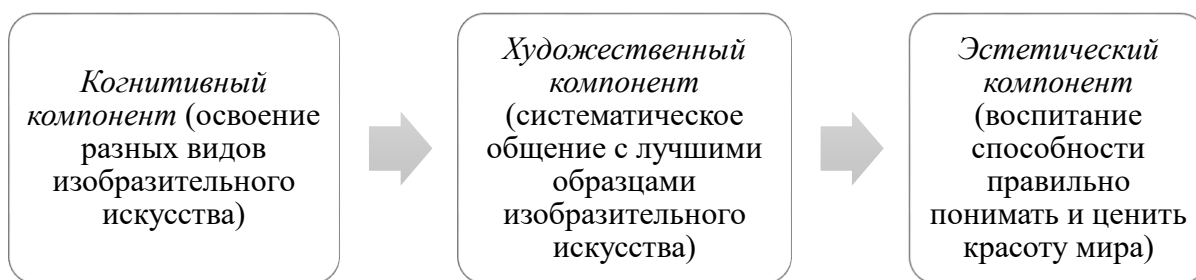 Когнитивный
компонент (освоение
разных видов
изобразительного
искусства)
Художественный
компонент
(систематическое
общение с лучшими
образцами
изобразительного
искусства)
Эстетический
компонент
(воспитание
способности
правильно
понимать и ценить
красоту мира)